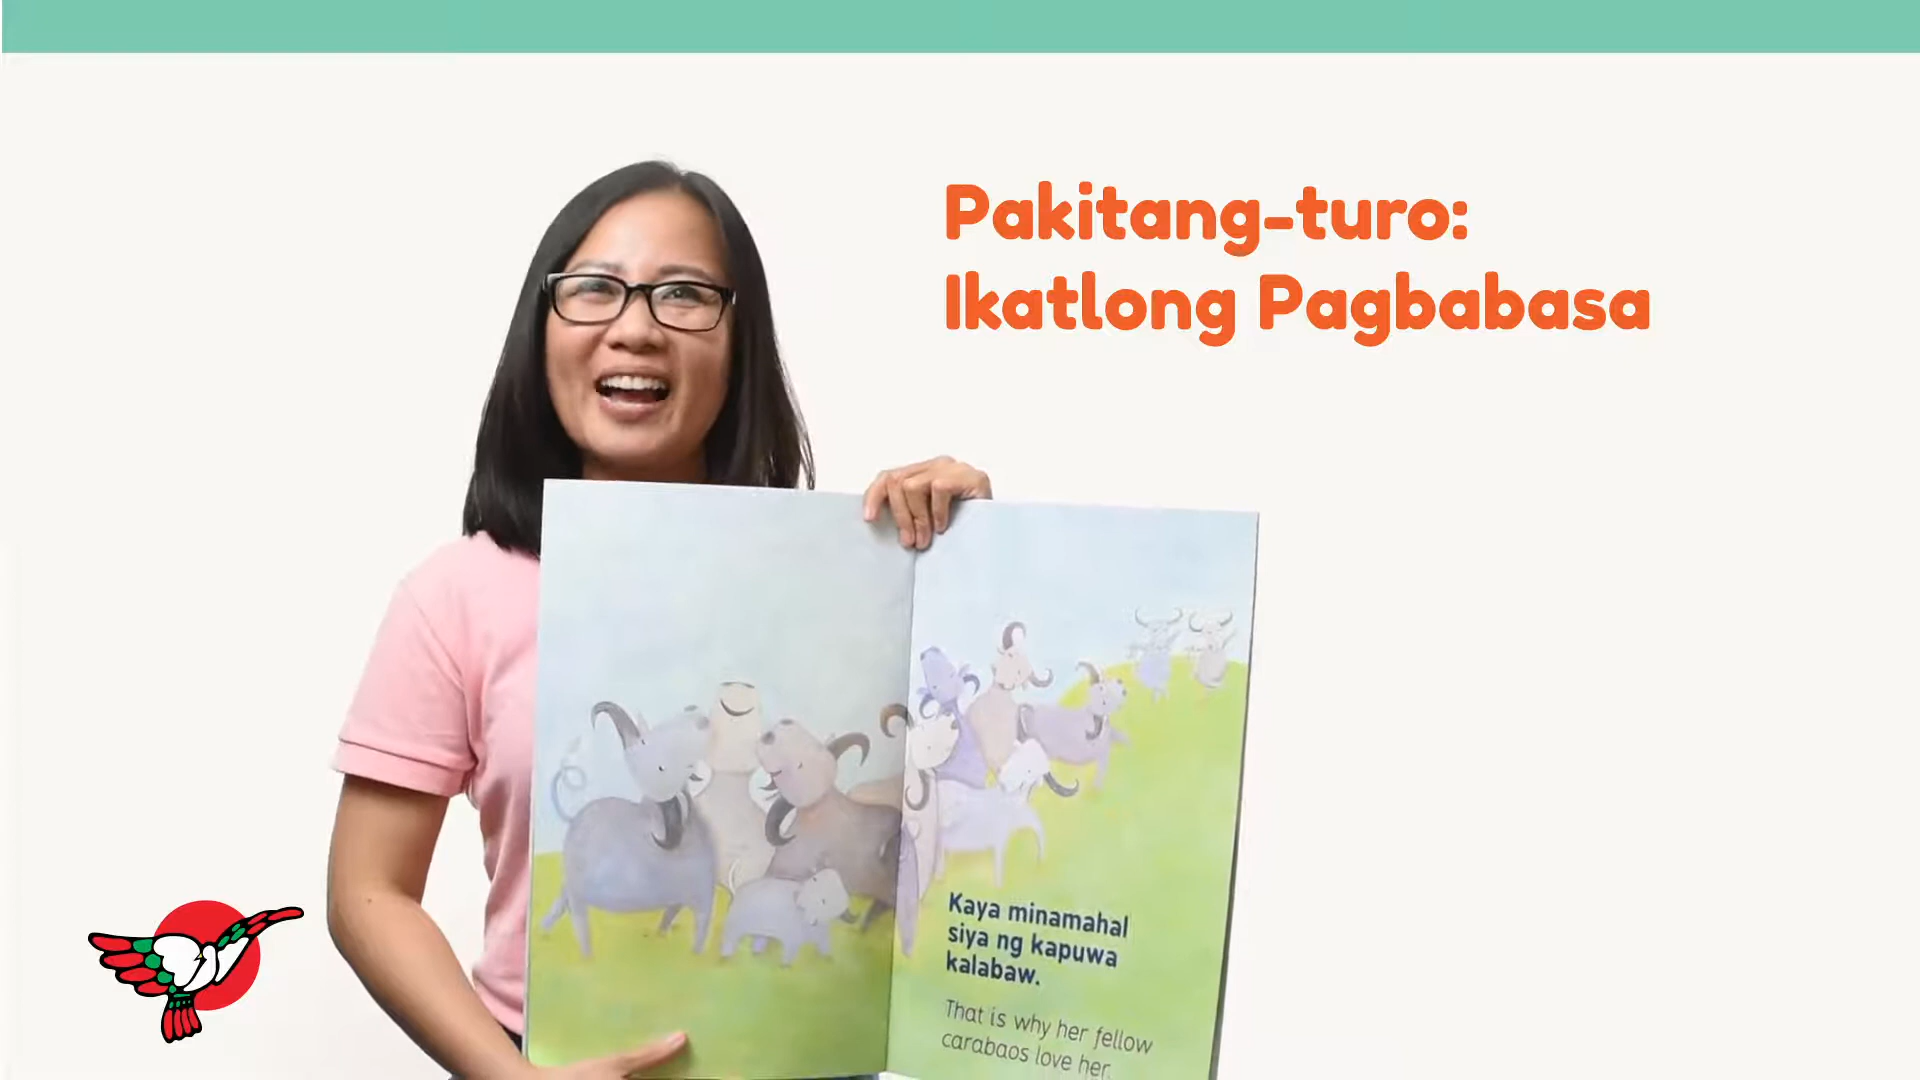 Pakitang-turo:
Ikatlong Pagbabasa
Kaya minamahal
siya ng kapuwa
kalabaw.
That is why her fellow
carabaos love her.